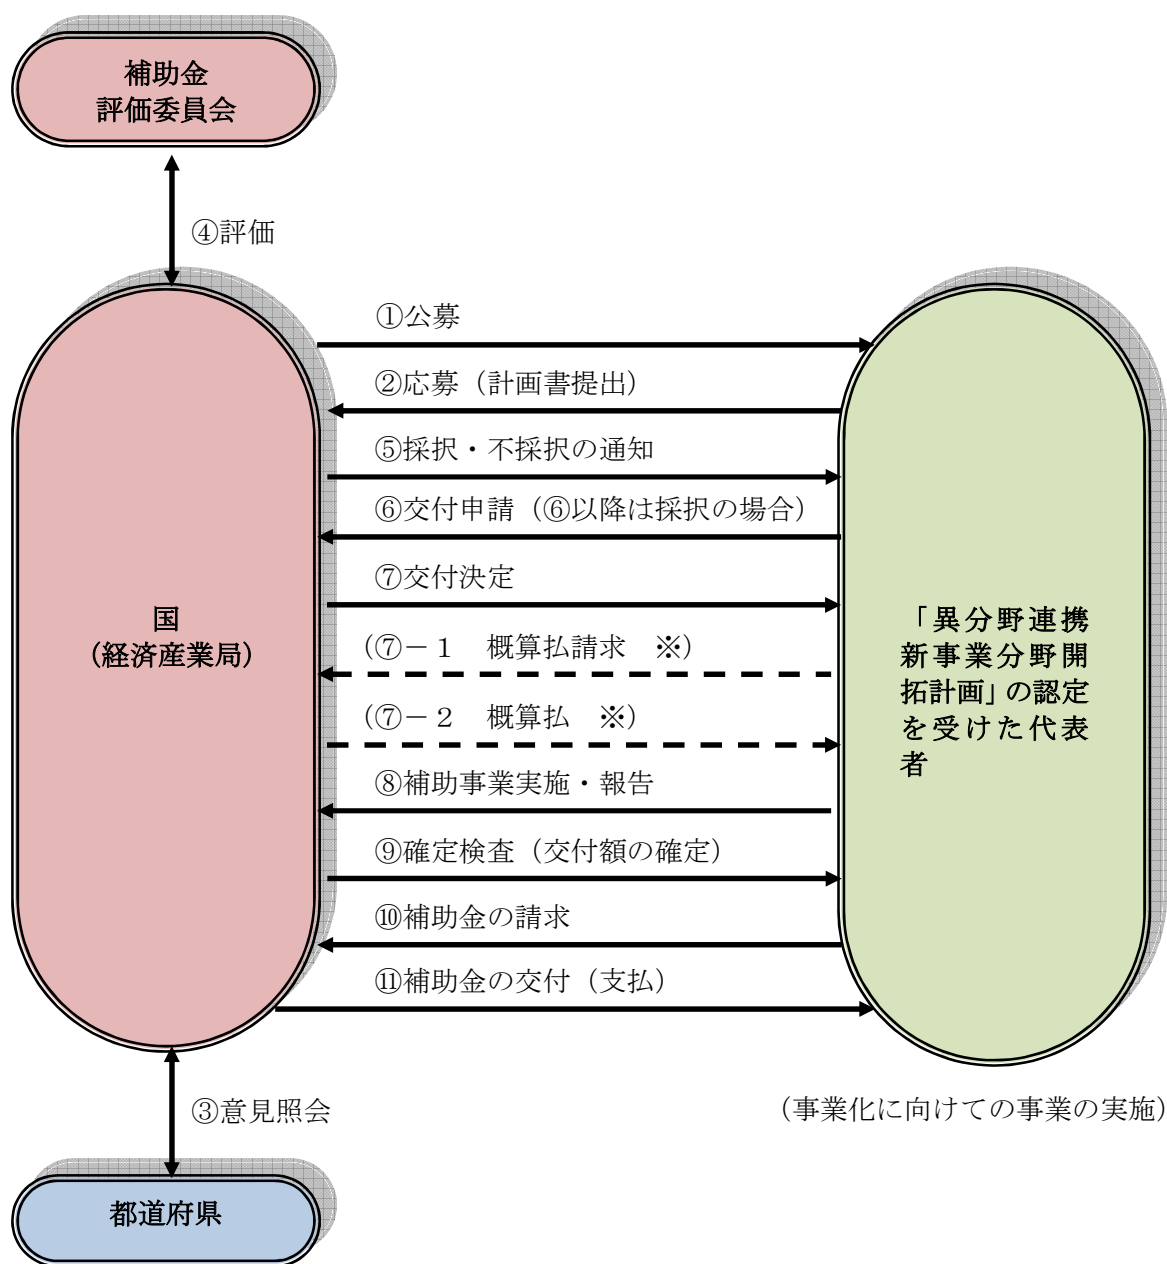 補助金
評価委員会
④評価
①公募
②応募（計画書提出）
⑤採択・不採択の通知
⑥交付申請（⑥以降は採択の場合）
⑦交付決定
（⑦－１　概算払請求　※）
（⑦－２　概算払　※）
⑧補助事業実施・報告
⑨確定検査（交付額の確定）
⑩補助金の請求
⑪補助金の交付（支払）
国
（経済産業局）
「異分野連携
新事業分野開
拓計画」の認定
を受けた代表
者
③意見照会
（事業化に向けての事業の実施）
都道府県